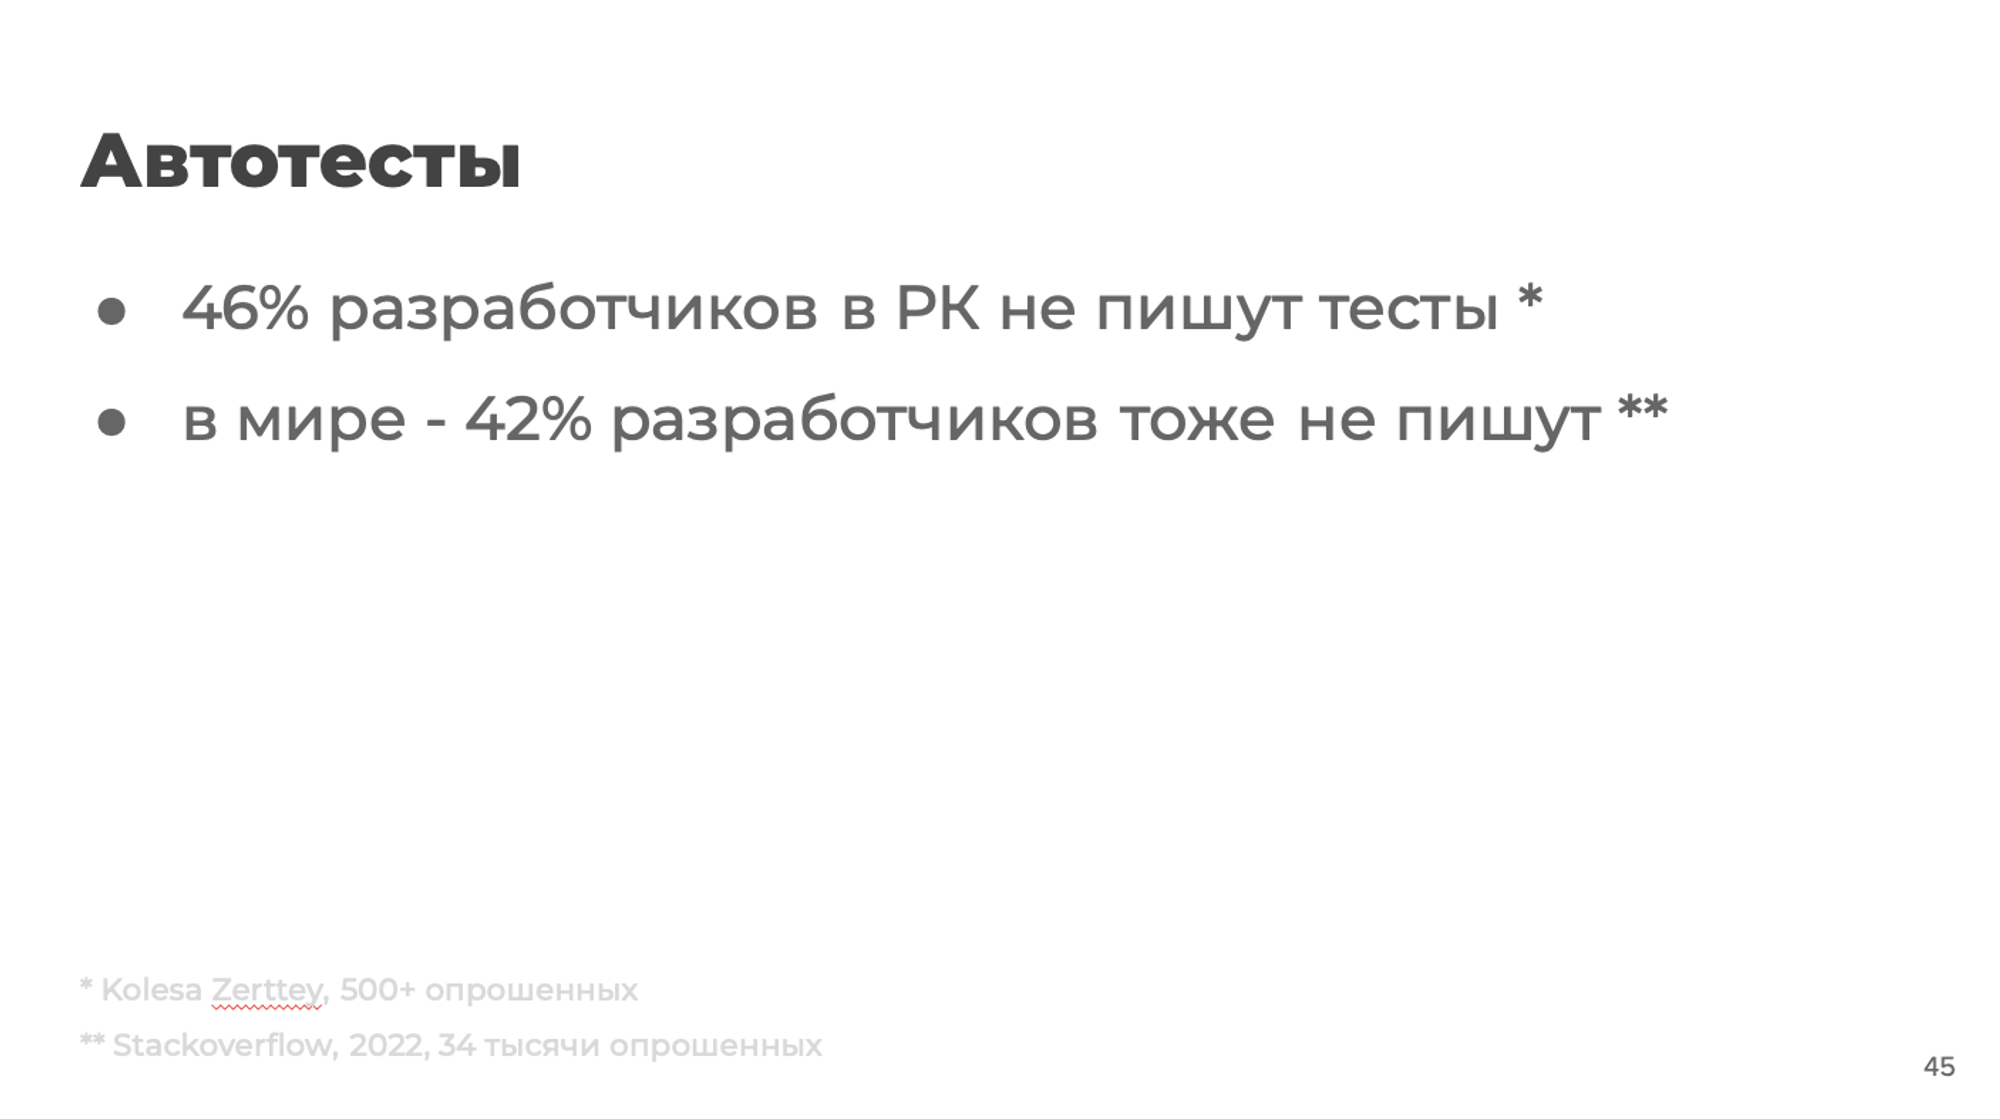 Автотесты
● 46% разработчиков в РК не пишут тесты *
● в мире - 42% разработчиков тоже не пишут **
* Kolesa Zerttey, 500+ опрошенных
** Stackoverflow, 2022, 34 тысячи опрошенных
45